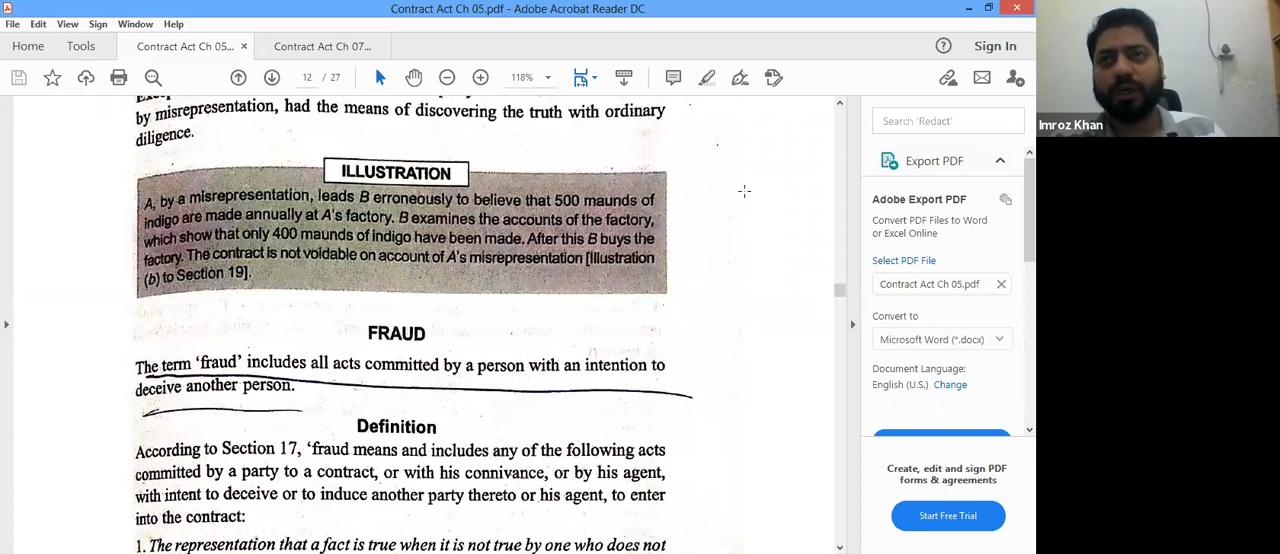 Contract Act Ch 05.pdf - Adobe Acrobat Reader DC
File Edit View Sign Window Help
Home Tools Contract Act Ch 05... × Contract Act Ch 07... Sign In
12 / 27 118%
by misrepresentation, had the means of discovering the truth with ordinary
diligence.
ILLUSTRATION
A, by a misrepresentation, leads B erroneously to believe that 500 maunds of
indigo are made annually at A's factory. B examines the accounts of the factory,
which show that only 400 maunds of indigo have been made. After this B buys the
factory. The contract is not voidable on account of A's misrepresentation [Illustration
(b) to Section 19].
FRAUD
The term 'fraud' includes all acts committed by a person with an intention to
deceive another person.
Definition
According to Section 17, 'fraud means and includes any of the following acts
committed by a party to a contract, or with his connivance, or by his agent,
with intent to deceive or to induce another party thereto or his agent, to enter
into the contract:
1. The representation that a fact is true when it is not true by one who does not
Search 'Redact'
Export PDF
Adobe Export PDF
Convert PDF Files to Word
or Excel Online
Select PDF File
Contract Act Ch 05.pdf
Convert to
Microsoft Word (*.docx)
Document Language:
English (U.S.) Change
Create, edit and sign PDF
forms & agreements
Start Free Trial
Imroz Khan